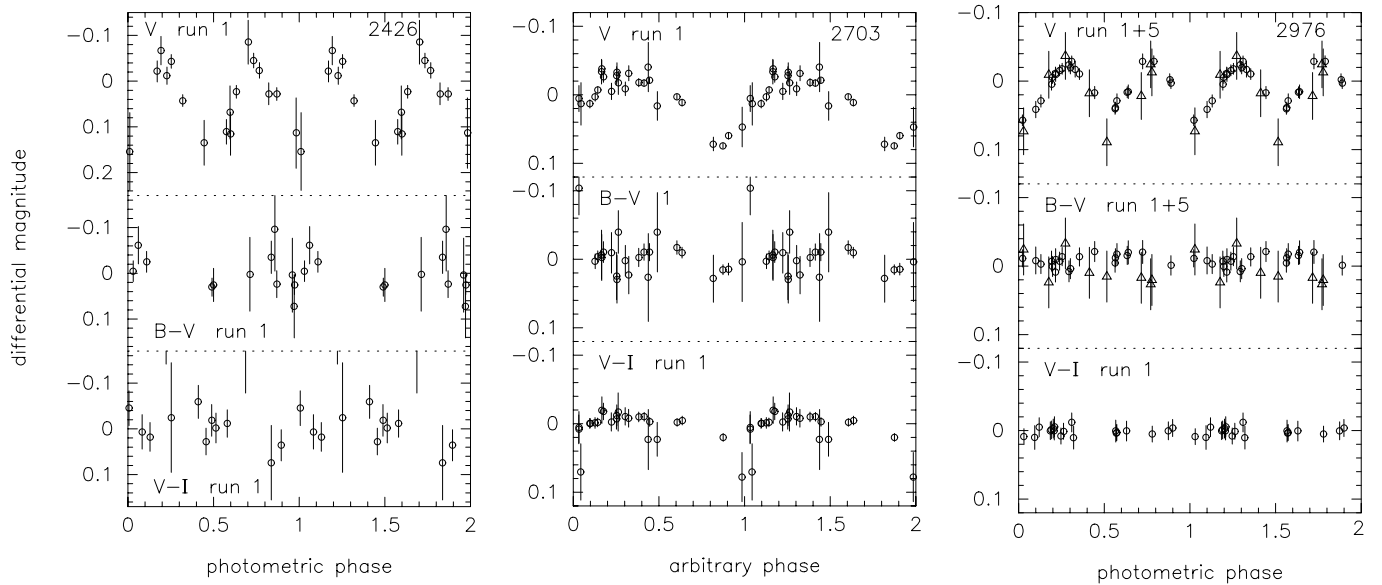 differential magnitude
V run 1 2426
−0.1
0
0.1
0.2
−0.1
0
0.1
B−V run 1
−0.1
0
0.1
V−I run 1
0 0.5 1 1.5 2
photometric phase
V run 1 2703
−0.1
0
0.1
B−V 1
−0.1
0
0.1
V−I run 1
−0.1
0
0.1
0 0.5 1 1.5 2
arbitrary phase
V run 1+5 2976
−0.1
0
0.1
B−V run 1+5
−0.1
0
0.1
V−I run 1
−0.1
0
0.1
0 0.5 1 1.5 2
photometric phase